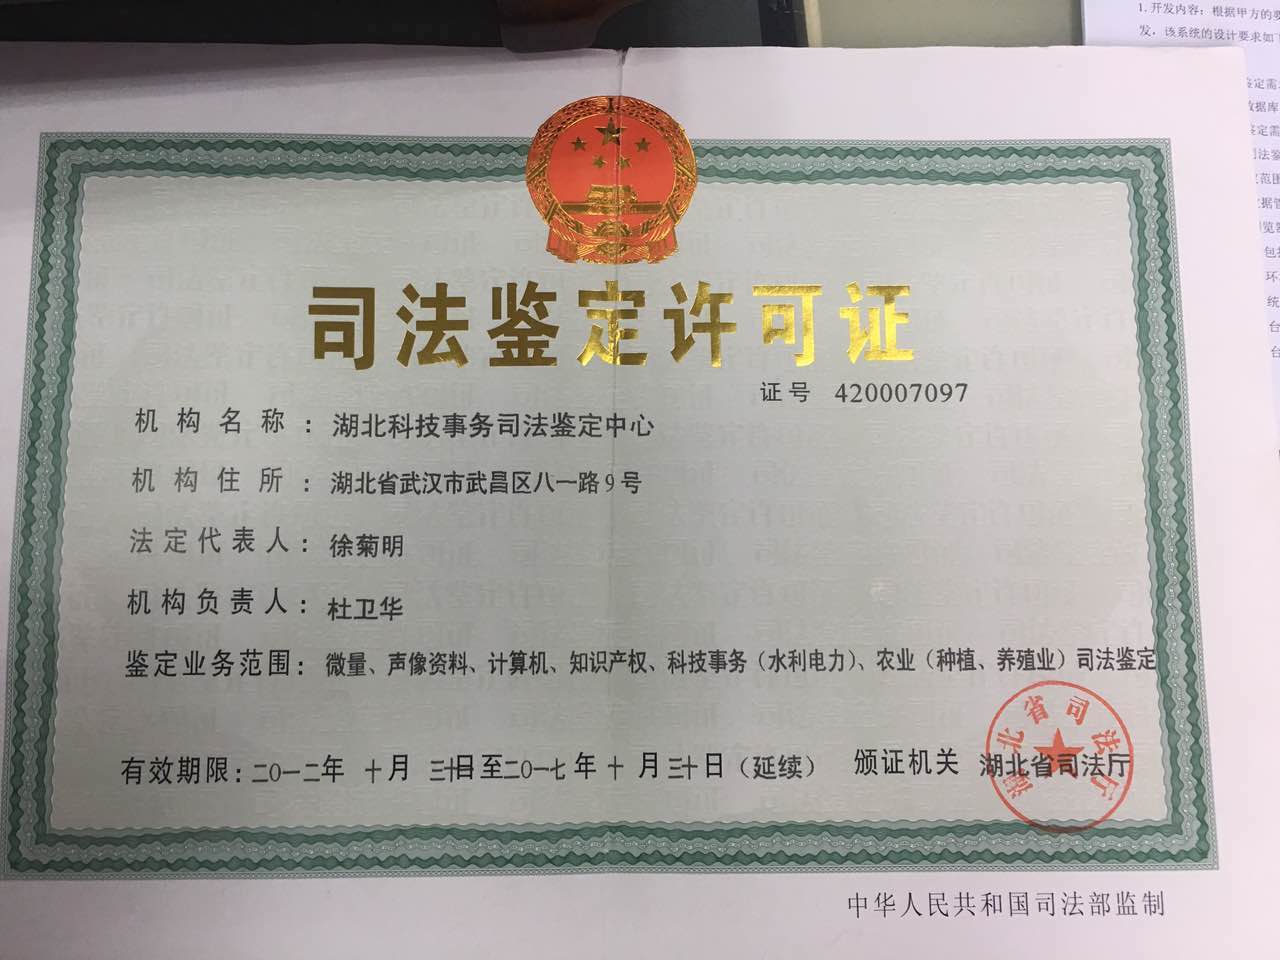 1.开发内容：根据甲方的要
发，该系统的设计要求如下
司法鉴定许可证
证号 420007097
机构名称：湖北科技事务司法鉴定中心
机构住所：湖北省武汉市武昌区八一路9号
法定代表人：徐菊明
机构负责人：杜卫华
鉴定业务范围：微量、声像资料、计算机、知识产权、科技事务（水利电力）、农业（种植、养殖业）司法鉴定
有效期限：二〇一二年 十月 三十日至二〇一七年 十 月三十日（延续） 颁证机关 湖北省司法厅
湖北省司法厅
中华人民共和国司法部监制